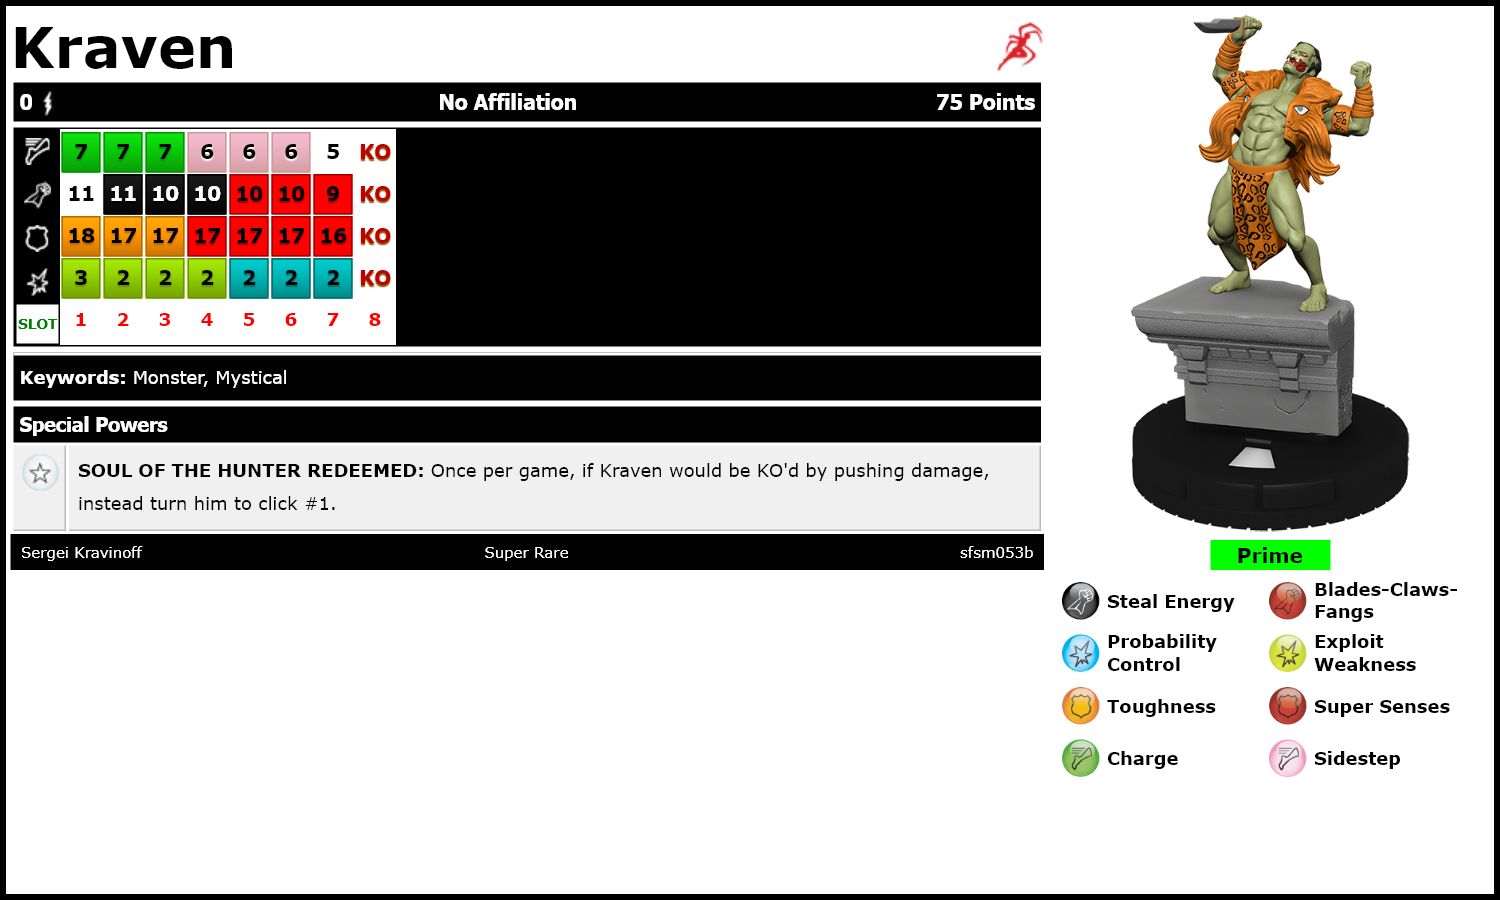 Kraven
0 No Affiliation 75 Points
7 7 7 6 6 6 5 KO
11 11 10 10 10 10 9 KO
18 17 17 17 17 17 16 KO
3 2 2 2 2 2 2 KO
SLOT 1 2 3 4 5 6 7 8
Keywords: Monster, Mystical
Special Powers
SOUL OF THE HUNTER REDEEMED: Once per game, if Kraven would be KO'd by pushing damage,
instead turn him to click #1.
Sergei Kravinoff Super Rare sfsm053b
Prime
Steal Energy
Blades-Claws-
Fangs
Probability
Control
Exploit
Weakness
Toughness
Super Senses
Charge
Sidestep